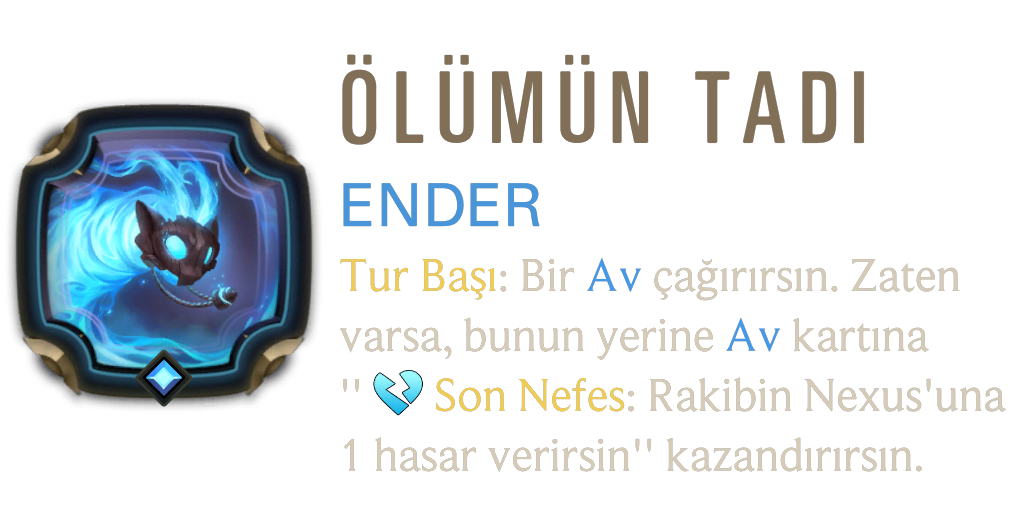 ÖLÜMÜN TADI
ENDER
Tur Başı: Bir Av çağırırsın. Zaten
varsa, bunun yerine Av kartına
'' Son Nefes: Rakibin Nexus'una
1 hasar verirsin'' kazandırırsın.